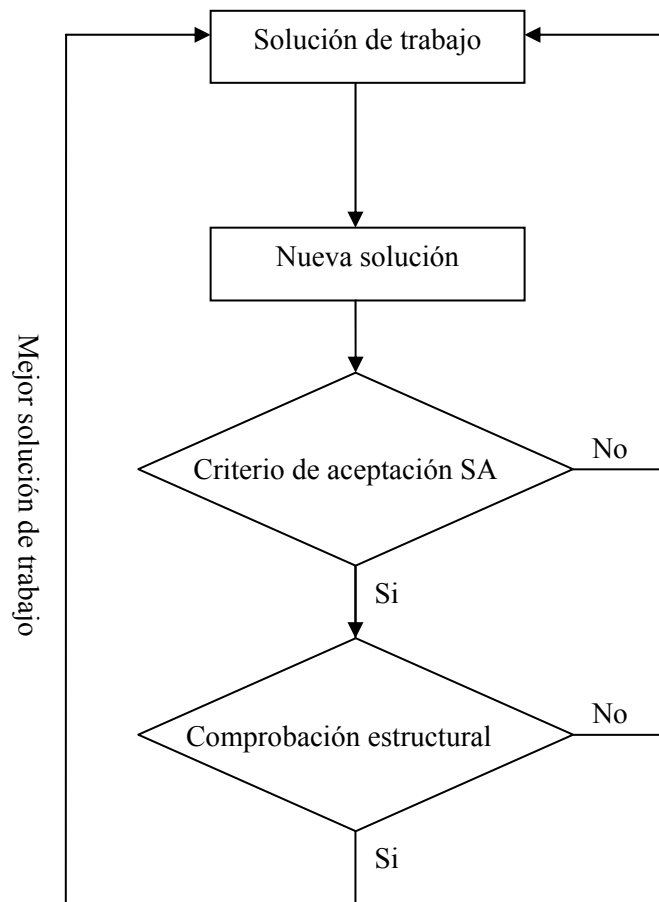 Solución de trabajo
Nueva solución
Criterio de aceptación SA
No
Si
Comprobación estructural
No
Si
Mejor solución de trabajo